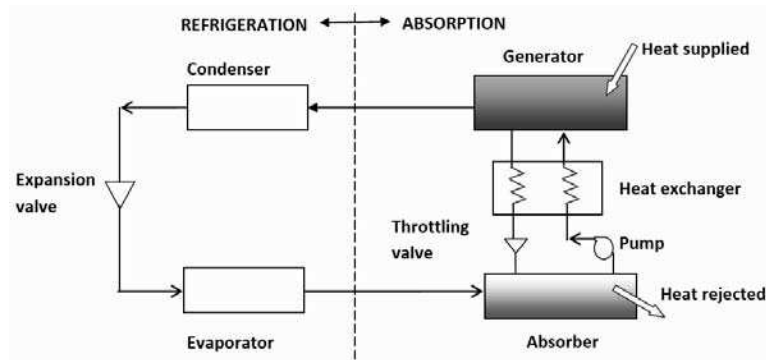 REFRIGERATION
ABSORPTION
Condenser
Generator
Heat supplied
Expansion
valve
Heat exchanger
Throttling
valve
Pump
Heat rejected
Evaporator
Absorber